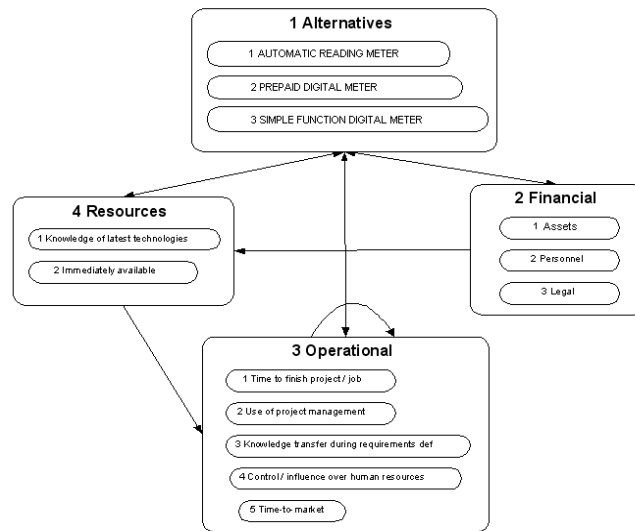 1 Alternatives
1 AUTOMATIC READING METER
2 PREPAID DIGITAL METER
3 SIMPLE FUNCTION DIGITAL METER
4 Resources
1 Knowledge of latest technologies
2 Immediately available
2 Financial
1 Assets
2 Personnel
3 Legal
3 Operational
1 Time to finish project / job
2 Use of project management
3 Knowledge transfer during requirements def
4 Control / influence over human resources
5 Time-to- market